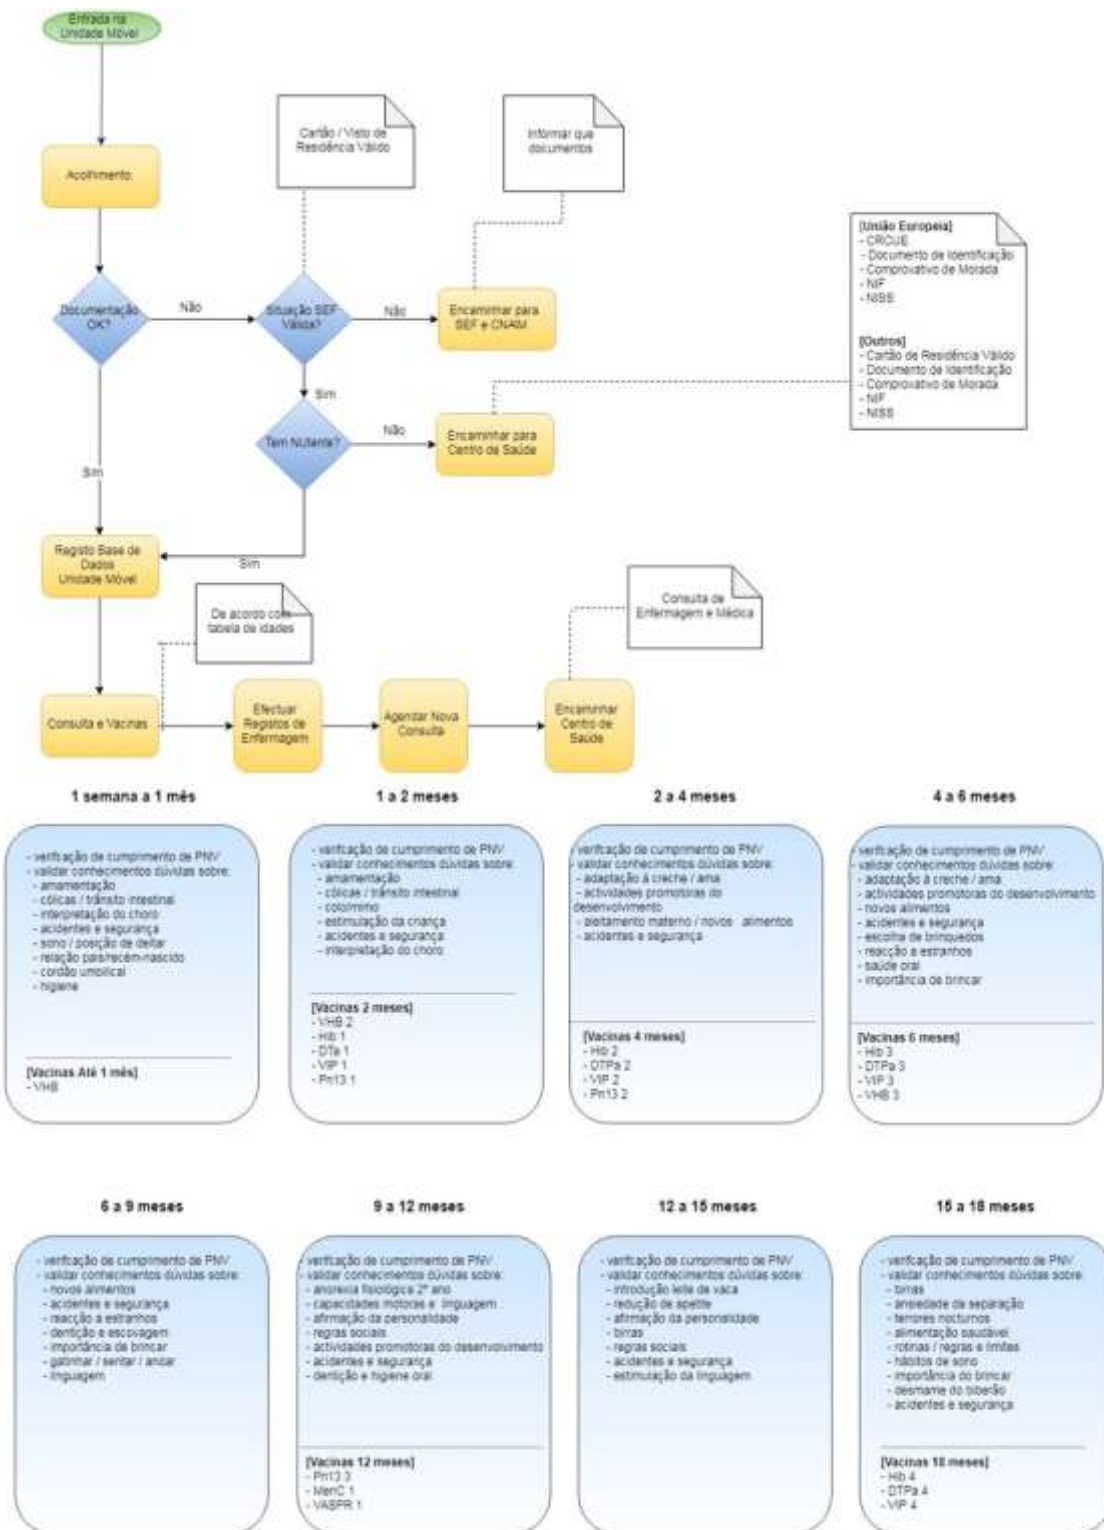 Entrada na
Unidade Móvel
Acolhimento
Cartão / Visto de
Residência Válido
Informar que
documentos
[União Europeia]
- CRCUE
- Documento de Identificação
- Comprovativo de Morada
- NIF
- NISS
[Outros]
- Cartão de Residência Válido
- Documento de Identificação
- Comprovativo de Morada
- NIF
- NISS
Documentação
OK?
Não
Situação SEF
Válida?
Não
Encaminhar para
SEF e CNAIM
Sim
Tem NUtente?
Não
Encaminhar para
Centro de Saúde
Sim
Registo Base de
Dados
Unidade Móvel
Sim
De acordo com
tabela de idades
Consulta de
Enfermagem e Médica
Consulta e Vacinas
Efectuar
Registos de
Enfermagem
Agendar Nova
Consulta
Encaminhar
Centro de
Saúde
1 semana a 1 mês
- verificação de cumprimento de PNV
- validar conhecimentos dúvidas sobre:
- amamentação
- cólicas / trânsito intestinal
- interpretação do choro
- acidentes e segurança
- sono / posição de deitar
- relação pais/recém-nascido
- cordão umbilical
- higiene
[Vacinas Até 1 mês]
- VHB
1 a 2 meses
- verificação de cumprimento de PNV
- validar conhecimentos dúvidas sobre:
- amamentação
- cólicas / trânsito intestinal
- colo/mimo
- estimulação da criança
- acidentes e segurança
- interpretação do choro
[Vacinas 2 meses]
- VHB 2
- Hib 1
- DTa 1
- VIP 1
- Pn13 1
2 a 4 meses
- verificação de cumprimento de PNV
- validar conhecimentos dúvidas sobre:
- adaptação à creche / ama
- actividades promotoras do
desenvolvimento
- aleitamento materno / novos alimentos
- acidentes e segurança
[Vacinas 4 meses]
- Hib 2
- DTPa 2
- VIP 2
- Pn13 2
4 a 6 meses
- verificação de cumprimento de PNV
- validar conhecimentos dúvidas sobre:
- adaptação à creche / ama
- actividades promotoras do desenvolvimento
- novos alimentos
- acidentes e segurança
- escolha de brinquedos
- reacção a estranhos
- saúde oral
- importância de brincar
[Vacinas 6 meses]
- Hib 3
- DTPa 3
- VIP 3
- VHB 3
6 a 9 meses
- verificação de cumprimento de PNV
- validar conhecimentos dúvidas sobre:
- novos alimentos
- acidentes e segurança
- reacção a estranhos
- dentição e escovagem
- importância de brincar
- gatinhar / sentar / andar
- linguagem
9 a 12 meses
- verificação de cumprimento de PNV
- validar conhecimentos dúvidas sobre:
- anorexia fisiológica 2º ano
- capacidades motoras e linguagem
- afirmação da personalidade
- regras sociais
- actividades promotoras do desenvolvimento
- acidentes e segurança
- dentição e higiene oral
[Vacinas 12 meses]
- Pn13 3
- MenC 1
- VASPR 1
12 a 15 meses
- verificação de cumprimento de PNV
- validar conhecimentos dúvidas sobre:
- introdução leite de vaca
- redução de apetite
- afirmação da personalidade
- birras
- regras sociais
- acidentes e segurança
- estimulação da linguagem
15 a 18 meses
- verificação de cumprimento de PNV
- validar conhecimentos dúvidas sobre:
- birras
- ansiedade da separação
- terrores nocturnos
- alimentação saudável
- rotinas / regras e limites
- hábitos de sono
- importância do brincar
- desmame do biberão
- acidentes e segurança
[Vacinas 18 meses]
- Hib 4
- DTPa 4
- VIP 4